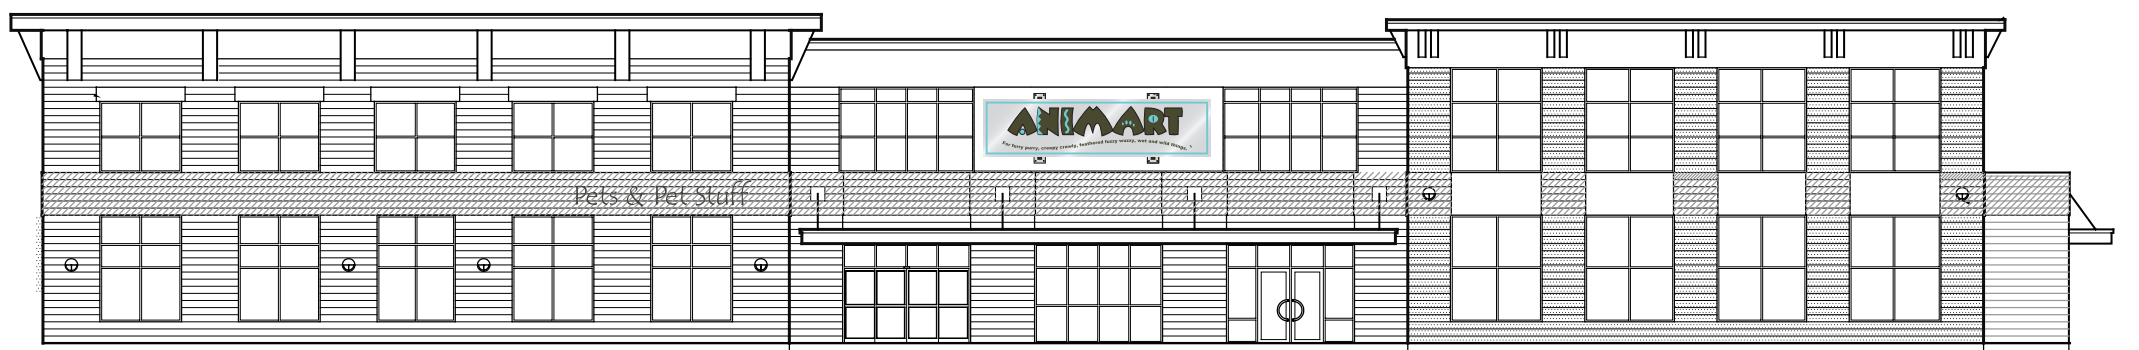 ANIMART
For furry purry, creepy crawly, feathered fuzzy wuzzy, wet and wild things.
Pets & Pet Stuff